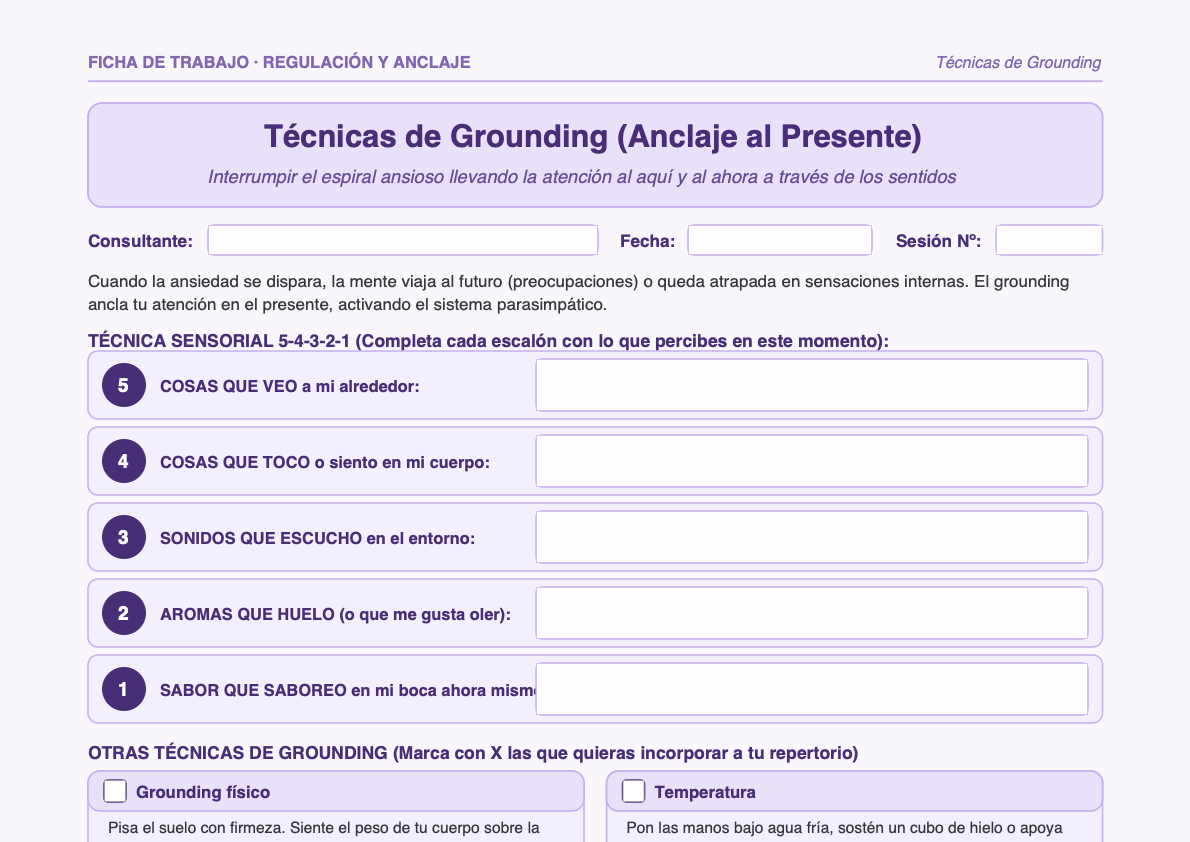 FICHA DE TRABAJO · REGULACIÓN Y ANCLAJE
Técnicas de Grounding
Técnicas de Grounding (Anclaje al Presente)
Interrumpir el espiral ansioso llevando la atención al aquí y al ahora a través de los sentidos
Consultante:
Fecha:
Sesión Nº:
Cuando la ansiedad se dispara, la mente viaja al futuro (preocupaciones) o queda atrapada en sensaciones internas. El grounding
ancla tu atención en el presente, activando el sistema parasimpático.
TÉCNICA SENSORIAL 5-4-3-2-1 (Completa cada escalón con lo que percibes en este momento):
5 COSAS QUE VEO a mi alrededor:
4 COSAS QUE TOCO o siento en mi cuerpo:
3 SONIDOS QUE ESCUCHO en el entorno:
2 AROMAS QUE HUELO (o que me gusta oler):
1 SABOR QUE SABOREO en mi boca ahora mismo
OTRAS TÉCNICAS DE GROUNDING (Marca con X las que quieras incorporar a tu repertorio)
Grounding físico
Pisa el suelo con firmeza. Siente el peso de tu cuerpo sobre la
Temperatura
Pon las manos bajo agua fría, sostén un cubo de hielo o apoya